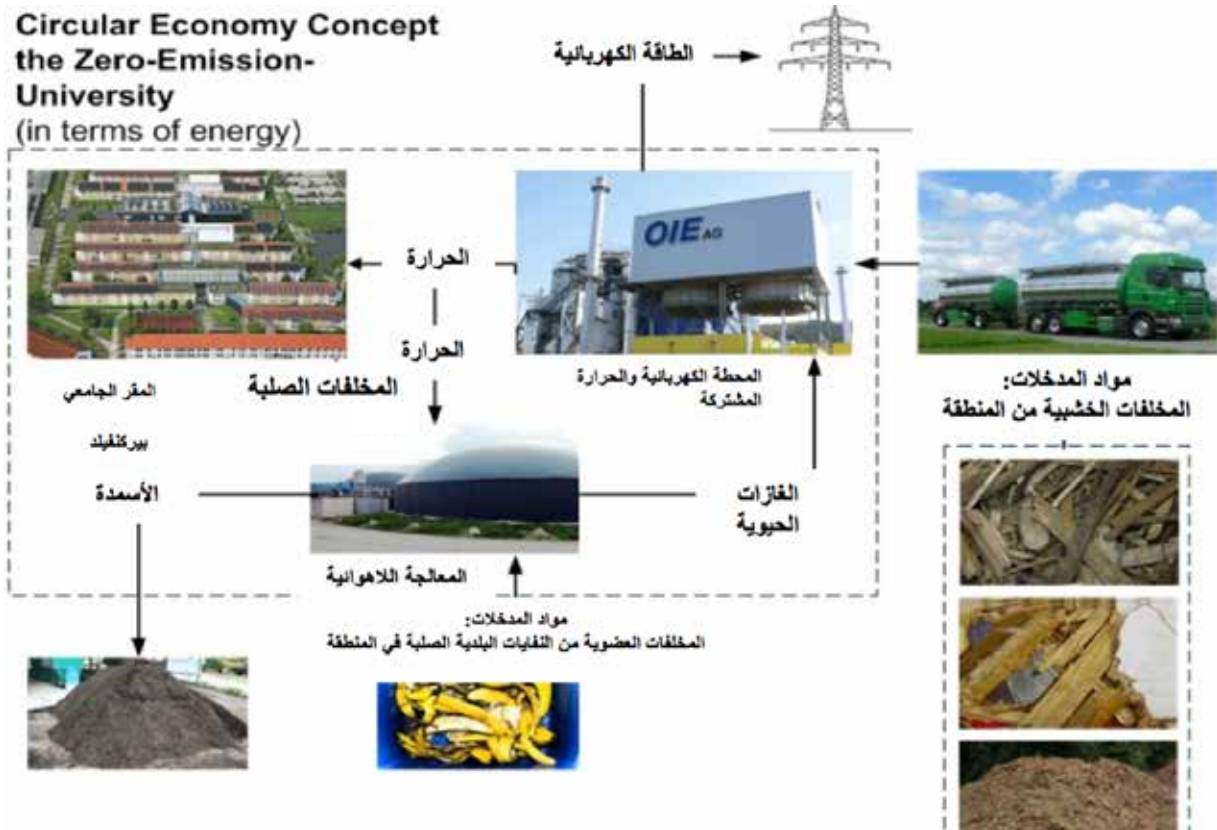 Circular Economy Concept
the Zero-Emission-
University
(in terms of energy)
الطاقة الكهربائية
OIE AG
الحرارة
الحرارة
المخلفات الصلبة
المقر الجامعي
بيركنفيلد
المحطة الكهربائية والحرارة
المشتركة
مواد المدخلات:
المخلفات الخشبية من المنطقة
الأسمدة
الغازات
الحيوية
المعالجة اللاهوائية
مواد المدخلات:
المخلفات العضوية من النفايات البلدية الصلبة في المنطقة